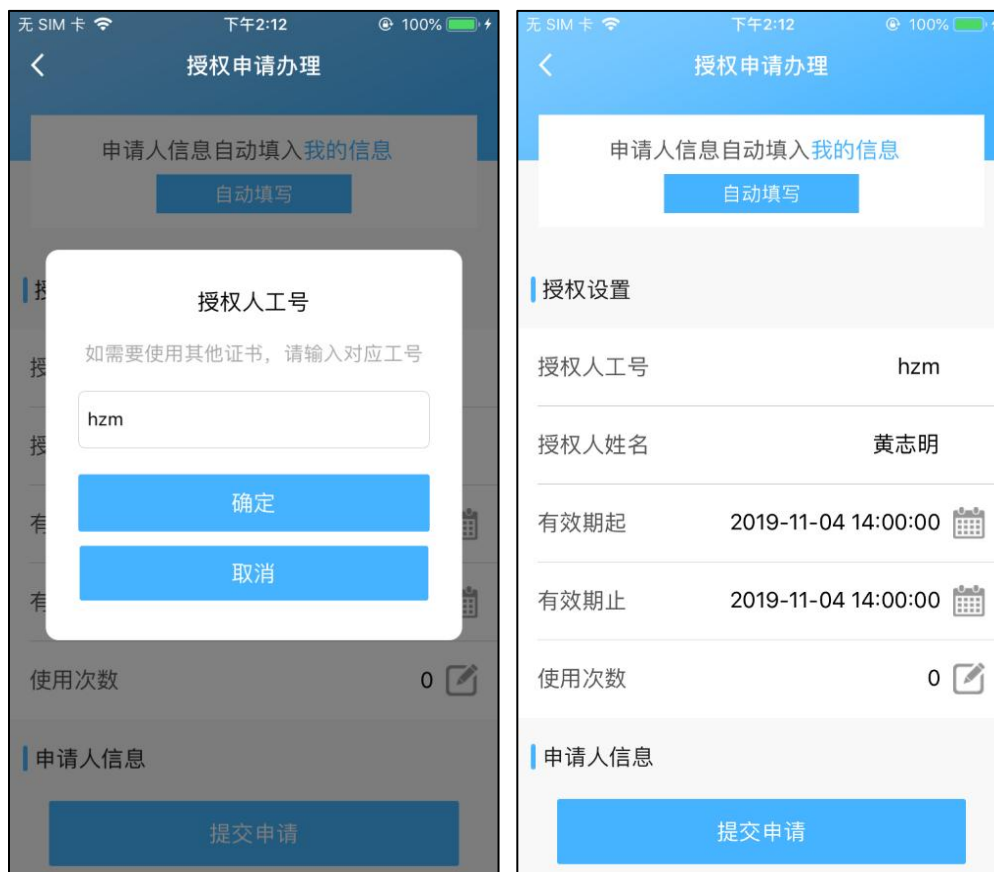 无 SIM 卡 下午2:12 100%
授权申请办理
申请人信息自动填入我的信息
自动填写
授
授权人工号
如需要使用其他证书，请输入对应工号
授
hzm
授
确定
有
取消
有
使用次数 0
申请人信息
提交申请
无 SIM 卡 下午2:12 100%
授权申请办理
申请人信息自动填入我的信息
自动填写
授权设置
授权人工号 hzm
授权人姓名 黄志明
有效期起 2019-11-04 14:00:00
有效期止 2019-11-04 14:00:00
使用次数 0
申请人信息
提交申请